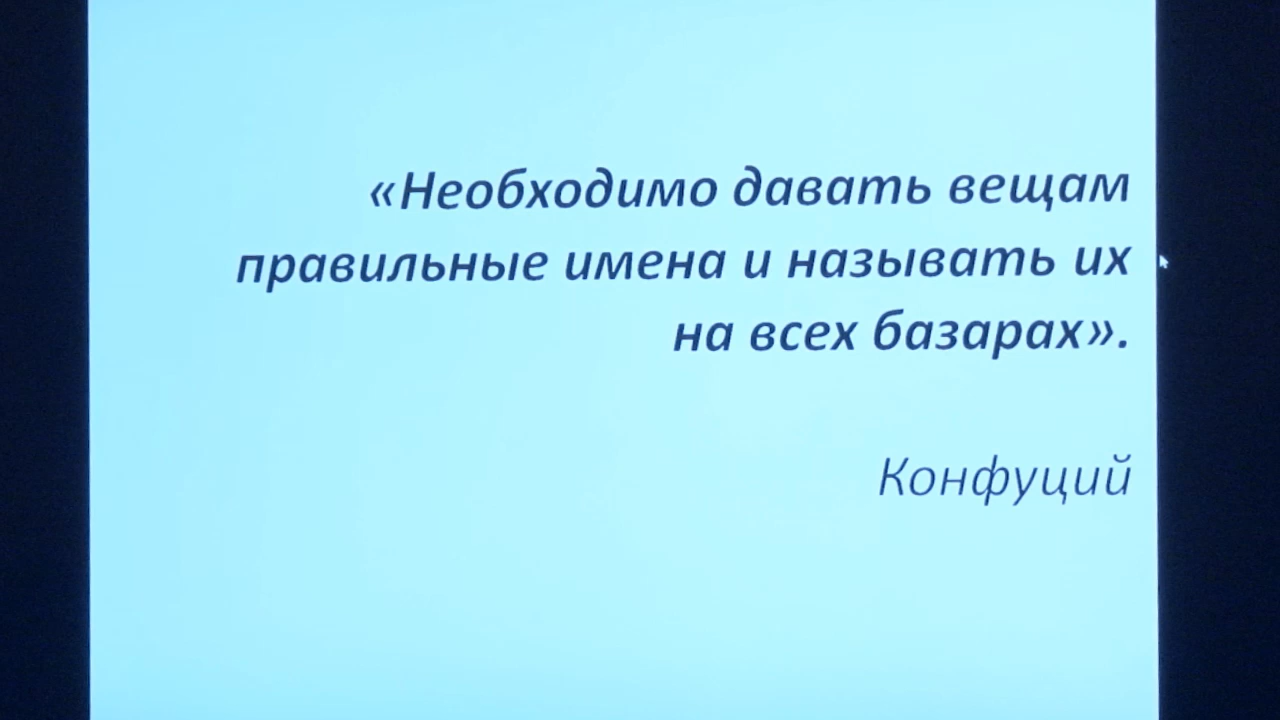 «Необходимо давать вещам
правильные имена и называть их
на всех базарах».
Конфуций